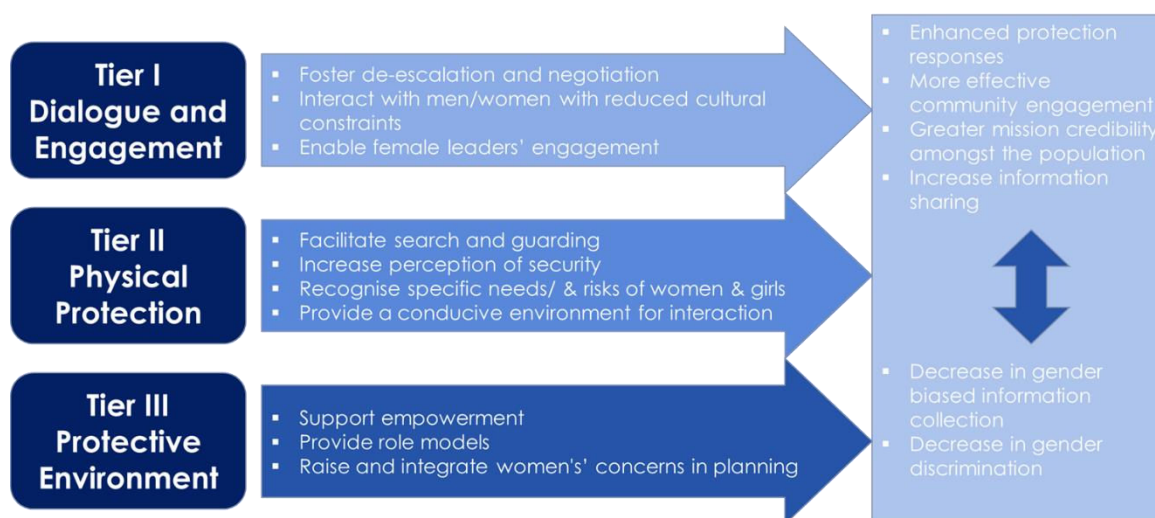 Tier I
Dialogue and
Engagement
▪ Foster de-escalation and negotiation
▪ Interact with men/women with reduced cultural
constraints
▪ Enable female leaders' engagement
Tier II
Physical
Protection
▪ Facilitate search and guarding
▪ Increase perception of security
▪ Recognise specific needs/ & risks of women & girls
▪ Provide a conducive environment for interaction
Tier III
Protective
Environment
▪ Support empowerment
▪ Provide role models
▪ Raise and integrate women's' concerns in planning
▪ Enhanced protection
responses
▪ More effective
community engagement
▪ Greater mission credibility
amongst the population
▪ Increase information
sharing
▪ Decrease in gender
biased information
collection
▪ Decrease in gender
discrimination